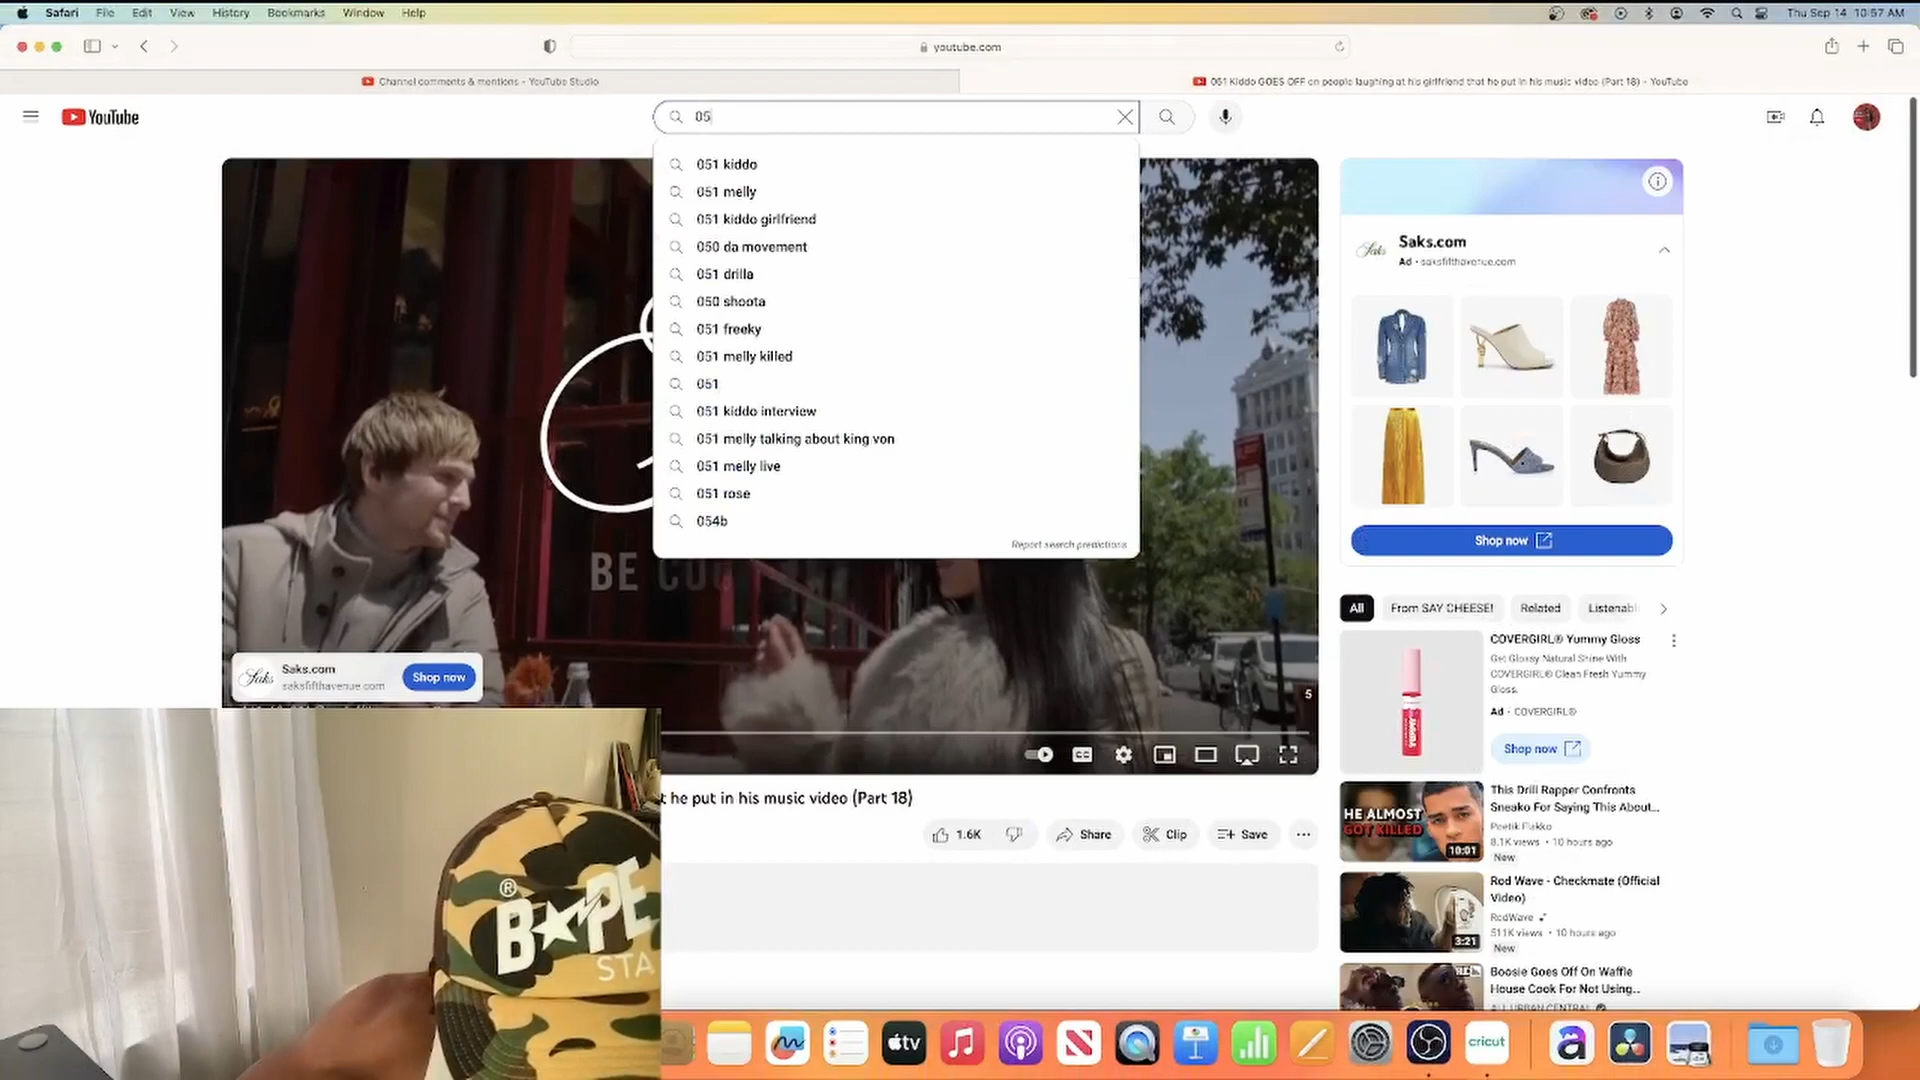 Safari File Edit View History Bookmarks Window Help
Thu Sep 14 10:57 AM
youtube.com
Channel comments & mentions - YouTube Studio
051 Kiddo GOES OFF on people laughing at his girlfriend that he put in his music video (Part 18) - YouTube
YouTube
05
051 kiddo
051 melly
051 kiddo girlfriend
050 da movement
051 drilla
050 shoota
051 freeky
051 melly killed
051
051 kiddo interview
051 melly talking about king von
051 melly live
051 rose
054b
Report search predictions
BE
Saks
Saks.com
saksfifthavenue.com
Shop now
5
t he put in his music video (Part 18)
1.6K
Share
Clip
Save
Saks
Saks.com
Ad · saksfifthavenue.com
Shop now
All
From SAY CHEESE!
Related
Listenabl
COVERGIRL® Yummy Gloss
Get Glossy Natural Shine With
COVERGIRL® Clean Fresh Yummy
Gloss.
Ad · COVERGIRL®
Shop now
HE ALMOST
GOT KILLED
10:01
This Drill Rapper Confronts
Sneako For Saying This About...
Poetik Flakko
8.1K views · 10 hours ago
New
3:21
Rod Wave - Checkmate (Official
Video)
RodWave
511K views · 10 hours ago
New
Boosie Goes Off On Waffle
House Cook For Not Using...
ALL URBAN CENTRAL
B★PE
®
STA
tv
cricut